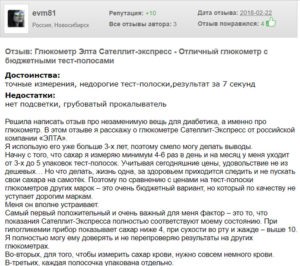 evm81
Россия, Новосибирск
Репутация: +10
Все отзывы автора: 3
Дата отзыва: 2018-02-22
Отзыв понравился: 4
Отзыв: Глюкометр Элта Сателлит-экспресс - Отличный глюкометр с
бюджетными тест-полосами
Достоинства:
точные измерения, недорогие тест-полоски,результат за 7 секунд
Недостатки:
нет подсветки, грубоватый прокалыватель
Решила написать отзыв про незаменимую вещь для диабетика, а именно про
глюкометр. В этом отзыве я расскажу о глюкометре Сателлит-Экспресс от российской
компании «ЭЛТА».
Я использую его уже больше 3-х лет, поэтому смело могу делать выводы.
Начну с того, что сахар я измеряю минимум 4-6 раз в день и на месяц у меня уходит
от 3-х до 5 упаковок тест-полосок. Учитывая сегодняшние цены, удовольствие не из
дешевых... Но что делать, жизнь одна, за здоровьем приходится следить и не пускать
свои сахара на самотёк. Поэтому по сравнению с ценами на тест-полоски
глюкометров других марок – это очень бюджетный вариант, но который по качеству не
уступает дорогим маркам.
Меня он вполне устраивает.
Самый первый положительный и очень важный для меня фактор – это то, что
показания Сателлит-Экспресса полностью соответствуют моему состоянию. При
гипогликемии прибор показывает сахар ниже 4, при сухости во рту и жажде – выше 10.
Я полностью могу ему доверять и не перепроверяю результаты на других
глюкометрах.
Во-вторых, для того, чтобы измерить сахар крови, нужно совсем немного крови.
В-третьих, каждая полосочка упакована отдельно.